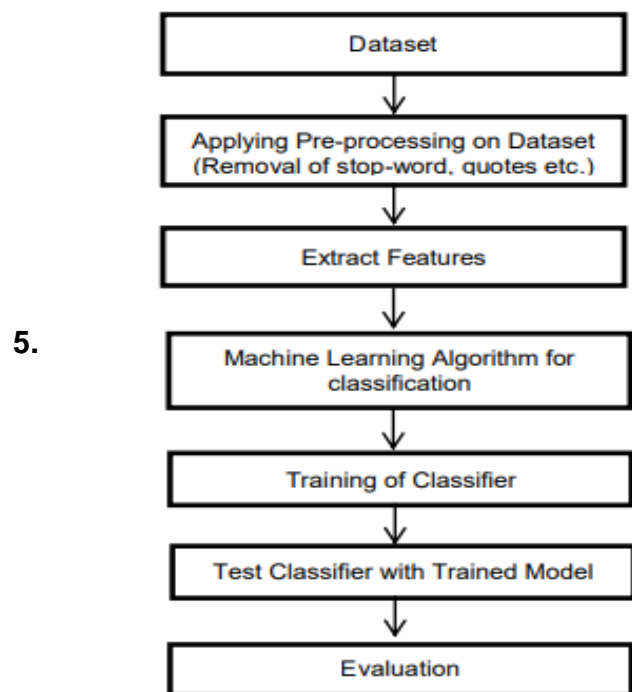 Dataset
Applying Pre-processing on Dataset
(Removal of stop-word, quotes etc.)
Extract Features
5.
Machine Learning Algorithm for
classification
Training of Classifier
Test Classifier with Trained Model
Evaluation